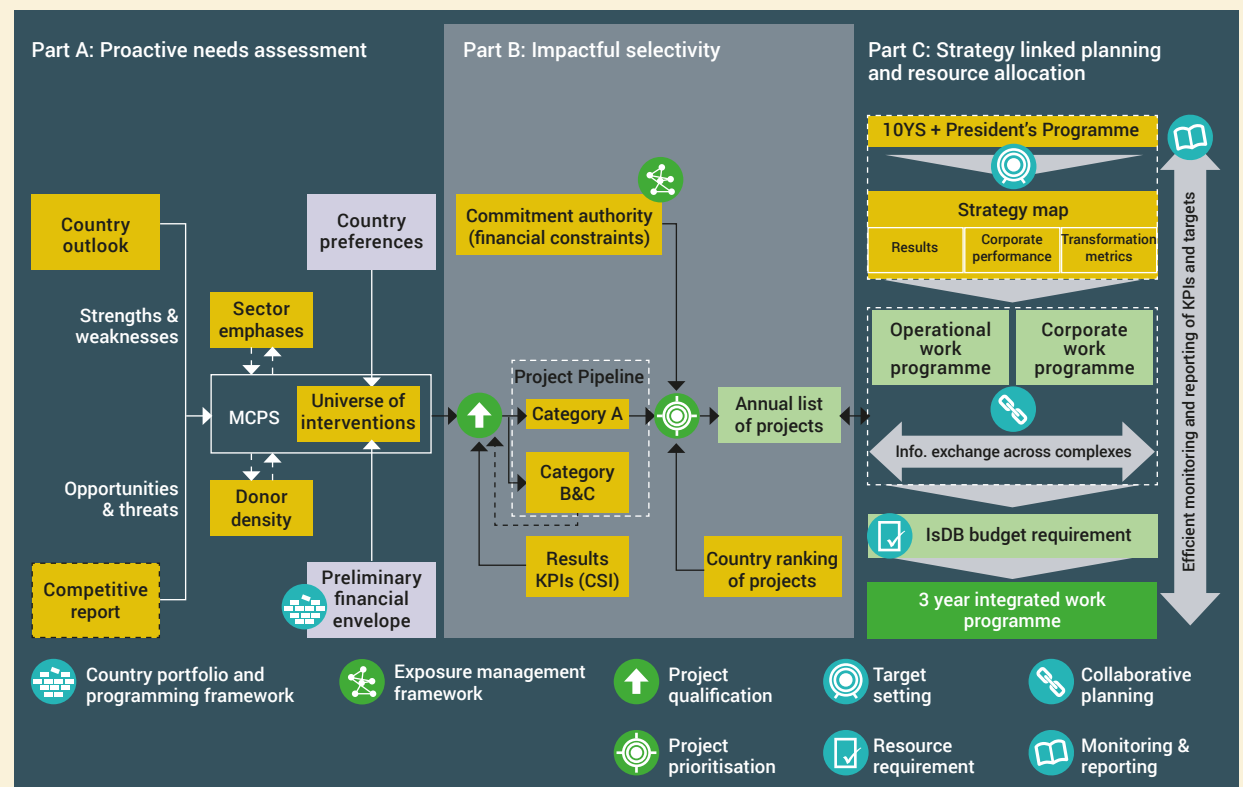 Part A: Proactive needs assessment
Country
outlook
Strengths &
weaknesses
Opportunities
& threats
Competitive
report
Sector
emphases
MCPS
Donor
density
Country
preferences
Universe of
interventions
Preliminary
financial
envelope
Part B: Impactful selectivity
Commitment authority
(financial constraints)
Project Pipeline
Category A
Category
B&C
Results
KPIs (CSI)
Annual list
of projects
Country ranking
of projects
Part C: Strategy linked planning
and resource allocation
10YS + President's Programme
Strategy map
Results
Corporate
performance
Transformation
metrics
Operational
work
programme
Corporate
work
programme
Info. exchange across complexes
IsDB budget requirement
3 year integrated work
programme
Efficient monitoring and reporting of KPIs and targets
Country portfolio and
programming framework
Exposure management
framework
Project
qualification
Target
setting
Collaborative
planning
Project
prioritisation
Resource
requirement
Monitoring &
reporting